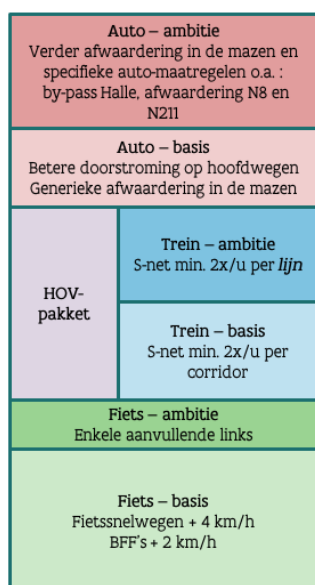 Auto – ambitie
Verder afwaardering in de mazen en
specifieke auto-maatregelen o.a. :
by-pass Halle, afwaardering N8 en
N211
Auto – basis
Betere doorstroming op hoofdwegen
Generieke afwaardering in de mazen
HOV-
pakket
Trein – ambitie
S-net min. 2x/u per lijn
Trein – basis
S-net min. 2x/u per
corridor
Fiets – ambitie
Enkele aanvullende links
Fiets – basis
Fietssnelwegen + 4 km/h
BFF's + 2 km/h